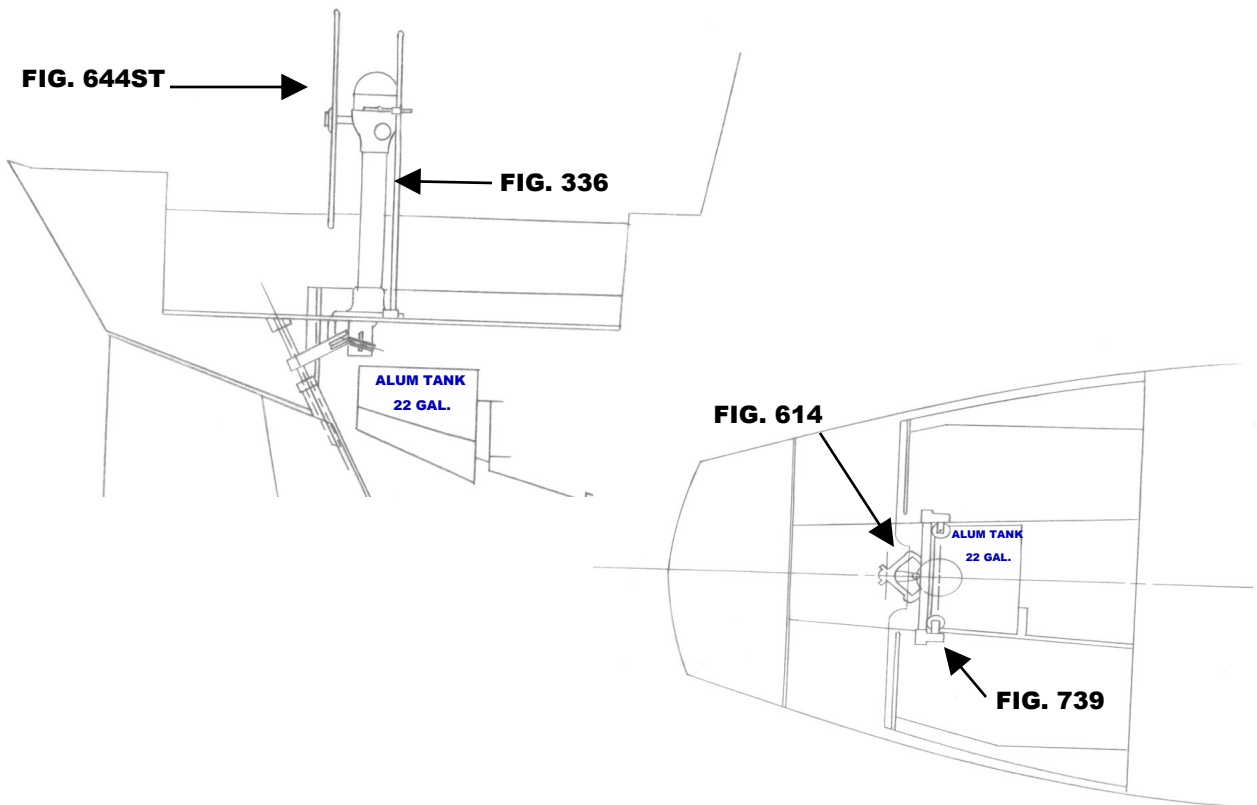 FIG. 644ST
FIG. 336
ALUM TANK
22 GAL.
FIG. 614
ALUM TANK
22 GAL.
FIG. 739